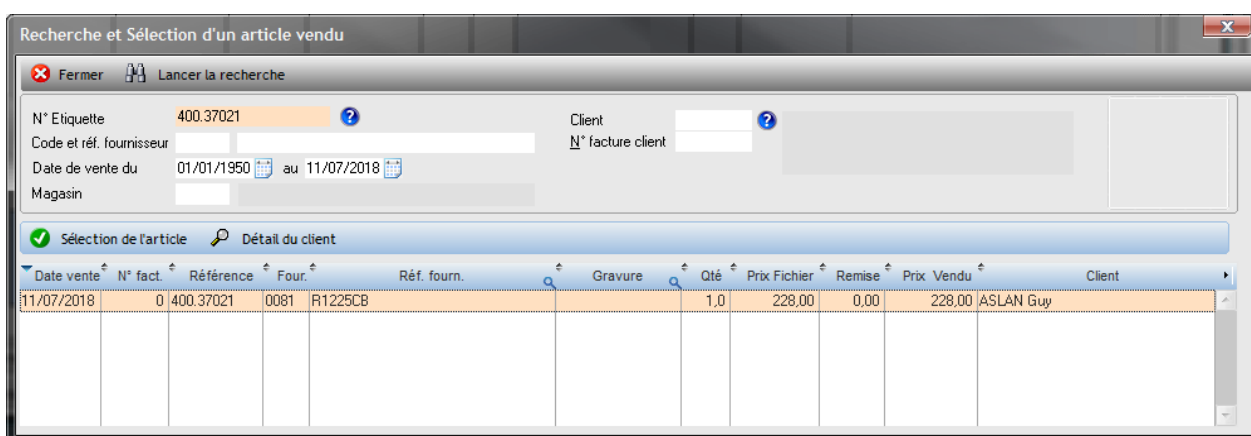 Recherche et Sélection d'un article vendu
Fermer Lancer la recherche
N° Etiquette 400.37021 Client
Code et réf. fournisseur N° facture client
Date de vente du 01/01/1950 au 11/07/2018
Magasin
Sélection de l'article Détail du client
Date vente N° fact. Référence Four. Réf. fourn. Gravure Qté Prix Fichier Remise Prix Vendu Client
11/07/2018 0 400.37021 0081 R1225CB 1,0 228,00 0,00 228,00 ASLAN Guy